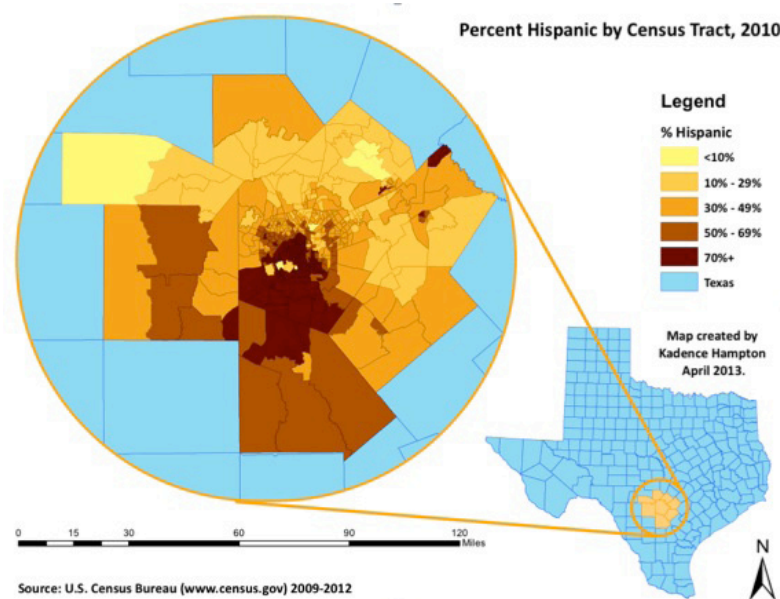 Percent Hispanic by Census Tract, 2010
Legend
% Hispanic
<10%
10% - 29%
30% - 49%
50% - 69%
70%+
Texas
Map created by
Kadence Hampton
April 2013.
N
0 7.5 15 30 60 90 120
Miles
Source: U.S. Census Bureau (www.census.gov) 2009-2012